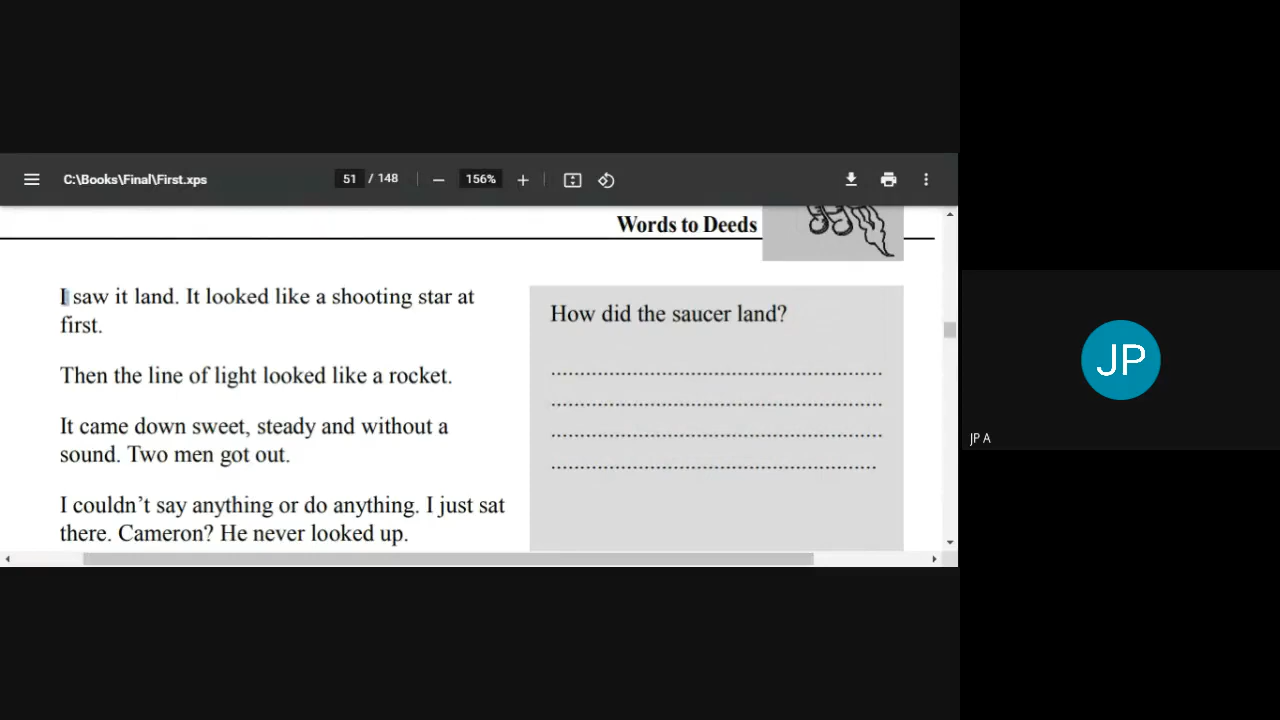 C:\Books\Final\First.xps
51 / 148
156%
Words to Deeds
I saw it land. It looked like a shooting star at
first.
Then the line of light looked like a rocket.
It came down sweet, steady and without a
sound. Two men got out.
I couldn’t say anything or do anything. I just sat
there. Cameron? He never looked up.
How did the saucer land?
JP
JP A